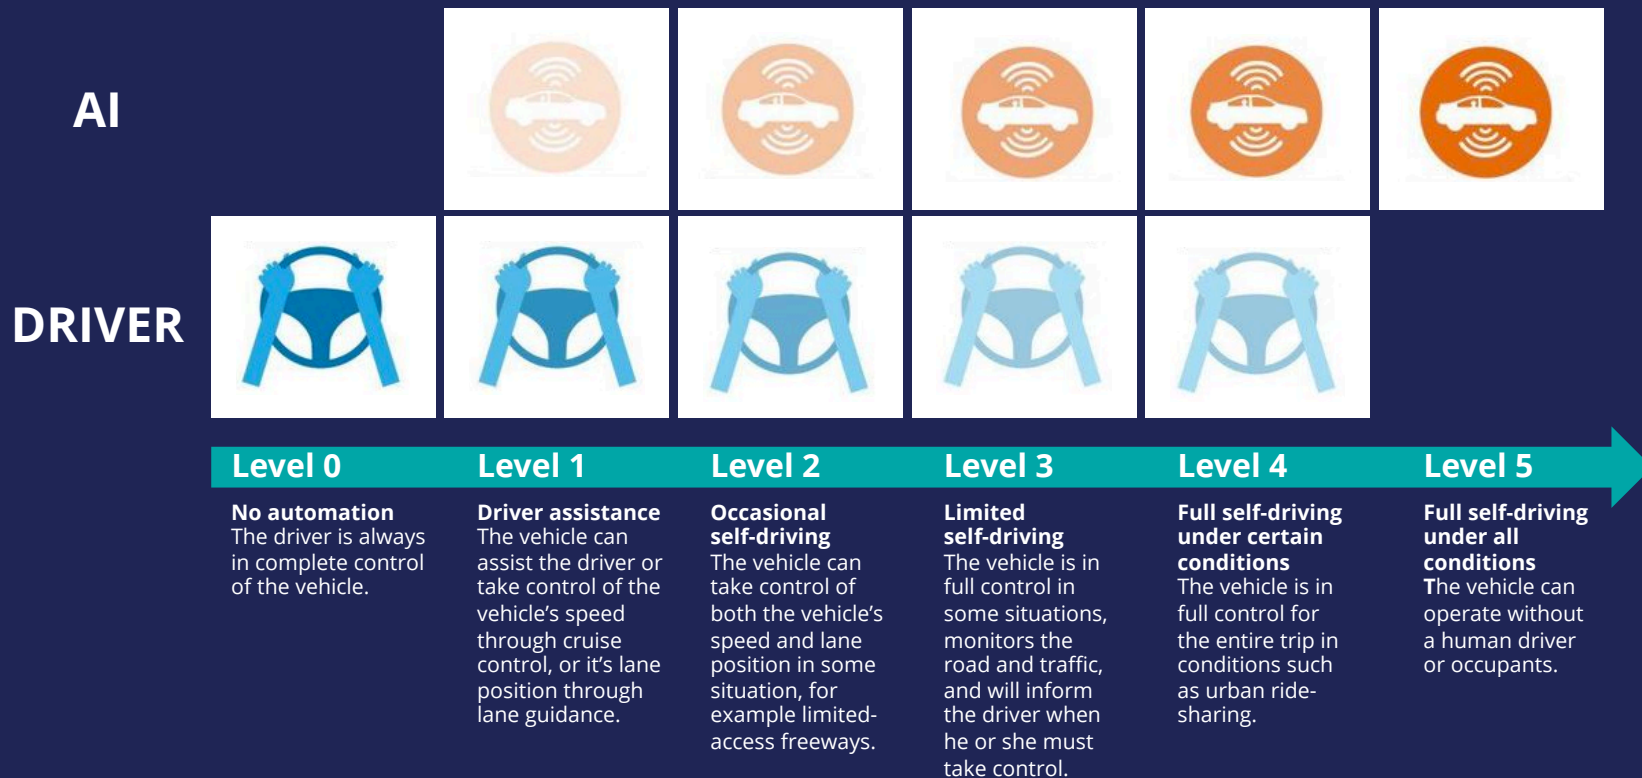 AI
DRIVER
Level 0
Level 1
Level 2
Level 3
Level 4
Level 5
No automation
The driver is always
in complete control
of the vehicle.
Driver assistance
The vehicle can
assist the driver or
take control of the
vehicle’s speed
through cruise
control, or it’s lane
position through
lane guidance.
Occasional
self-driving
The vehicle can
take control of
both the vehicle’s
speed and lane
position in some
situation, for
example limited-
access freeways.
Limited
self-driving
The vehicle is in
full control in
some situations,
monitors the
road and traffic,
and will inform
the driver when
he or she must
take control.
Full self-driving
under certain
conditions
The vehicle is in
full control for
the entire trip in
conditions such
as urban ride-
sharing.
Full self-driving
under all
conditions
The vehicle can
operate without
a human driver
or occupants.